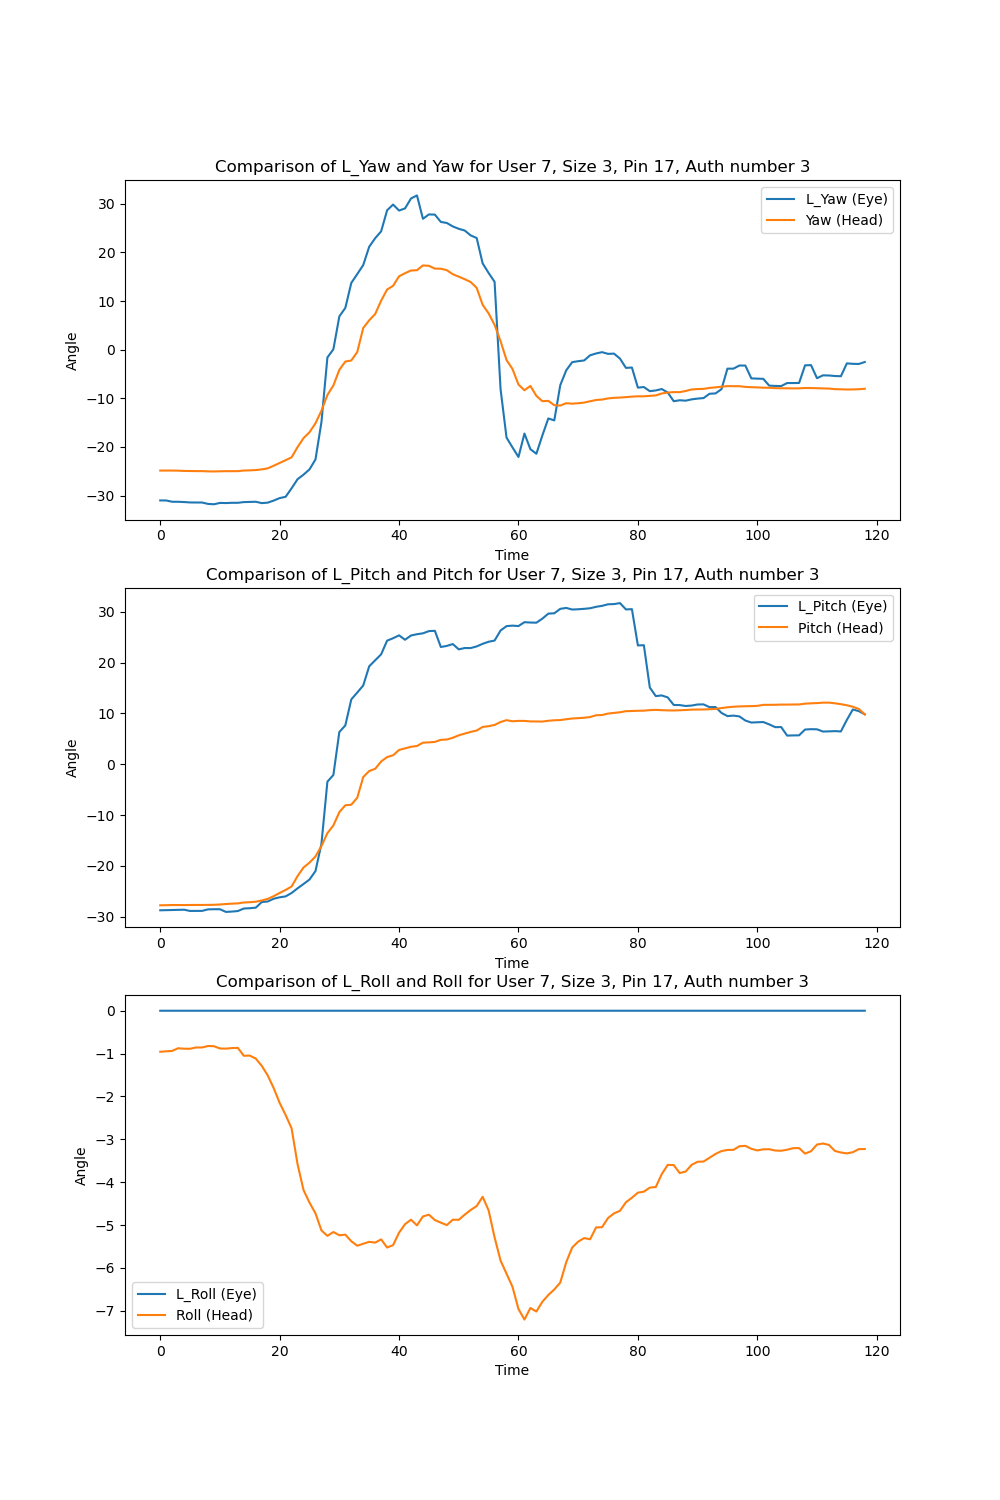 Comparison of L_Yaw and Yaw for User 7, Size 3, Pin 17, Auth number 3
L_Yaw (Eye)
Yaw (Head)
30
20
10
0
−10
−20
−30
Angle
0 20 40 60 80 100 120
Time
Comparison of L_Pitch and Pitch for User 7, Size 3, Pin 17, Auth number 3
L_Pitch (Eye)
Pitch (Head)
30
20
10
0
−10
−20
−30
Angle
0 20 40 60 80 100 120
Time
Comparison of L_Roll and Roll for User 7, Size 3, Pin 17, Auth number 3
0
−1
−2
−3
−4
−5
−6
−7
Angle
L_Roll (Eye)
Roll (Head)
0 20 40 60 80 100 120
Time